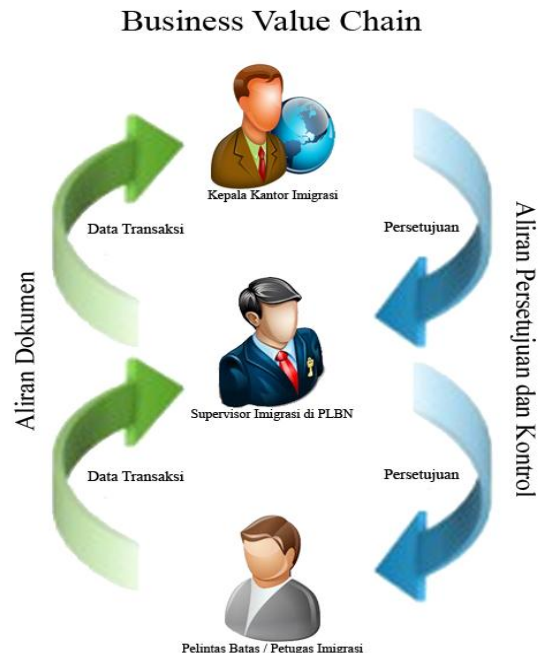 Business Value Chain
Kepala Kantor Imigrasi
Data Transaksi
Persetujuan
Aliran Dokumen
Aliran Persetujuan dan Kontrol
Supervisor Imigrasi di PLBN
Data Transaksi
Persetujuan
Pelintas Batas / Petugas Imigrasi